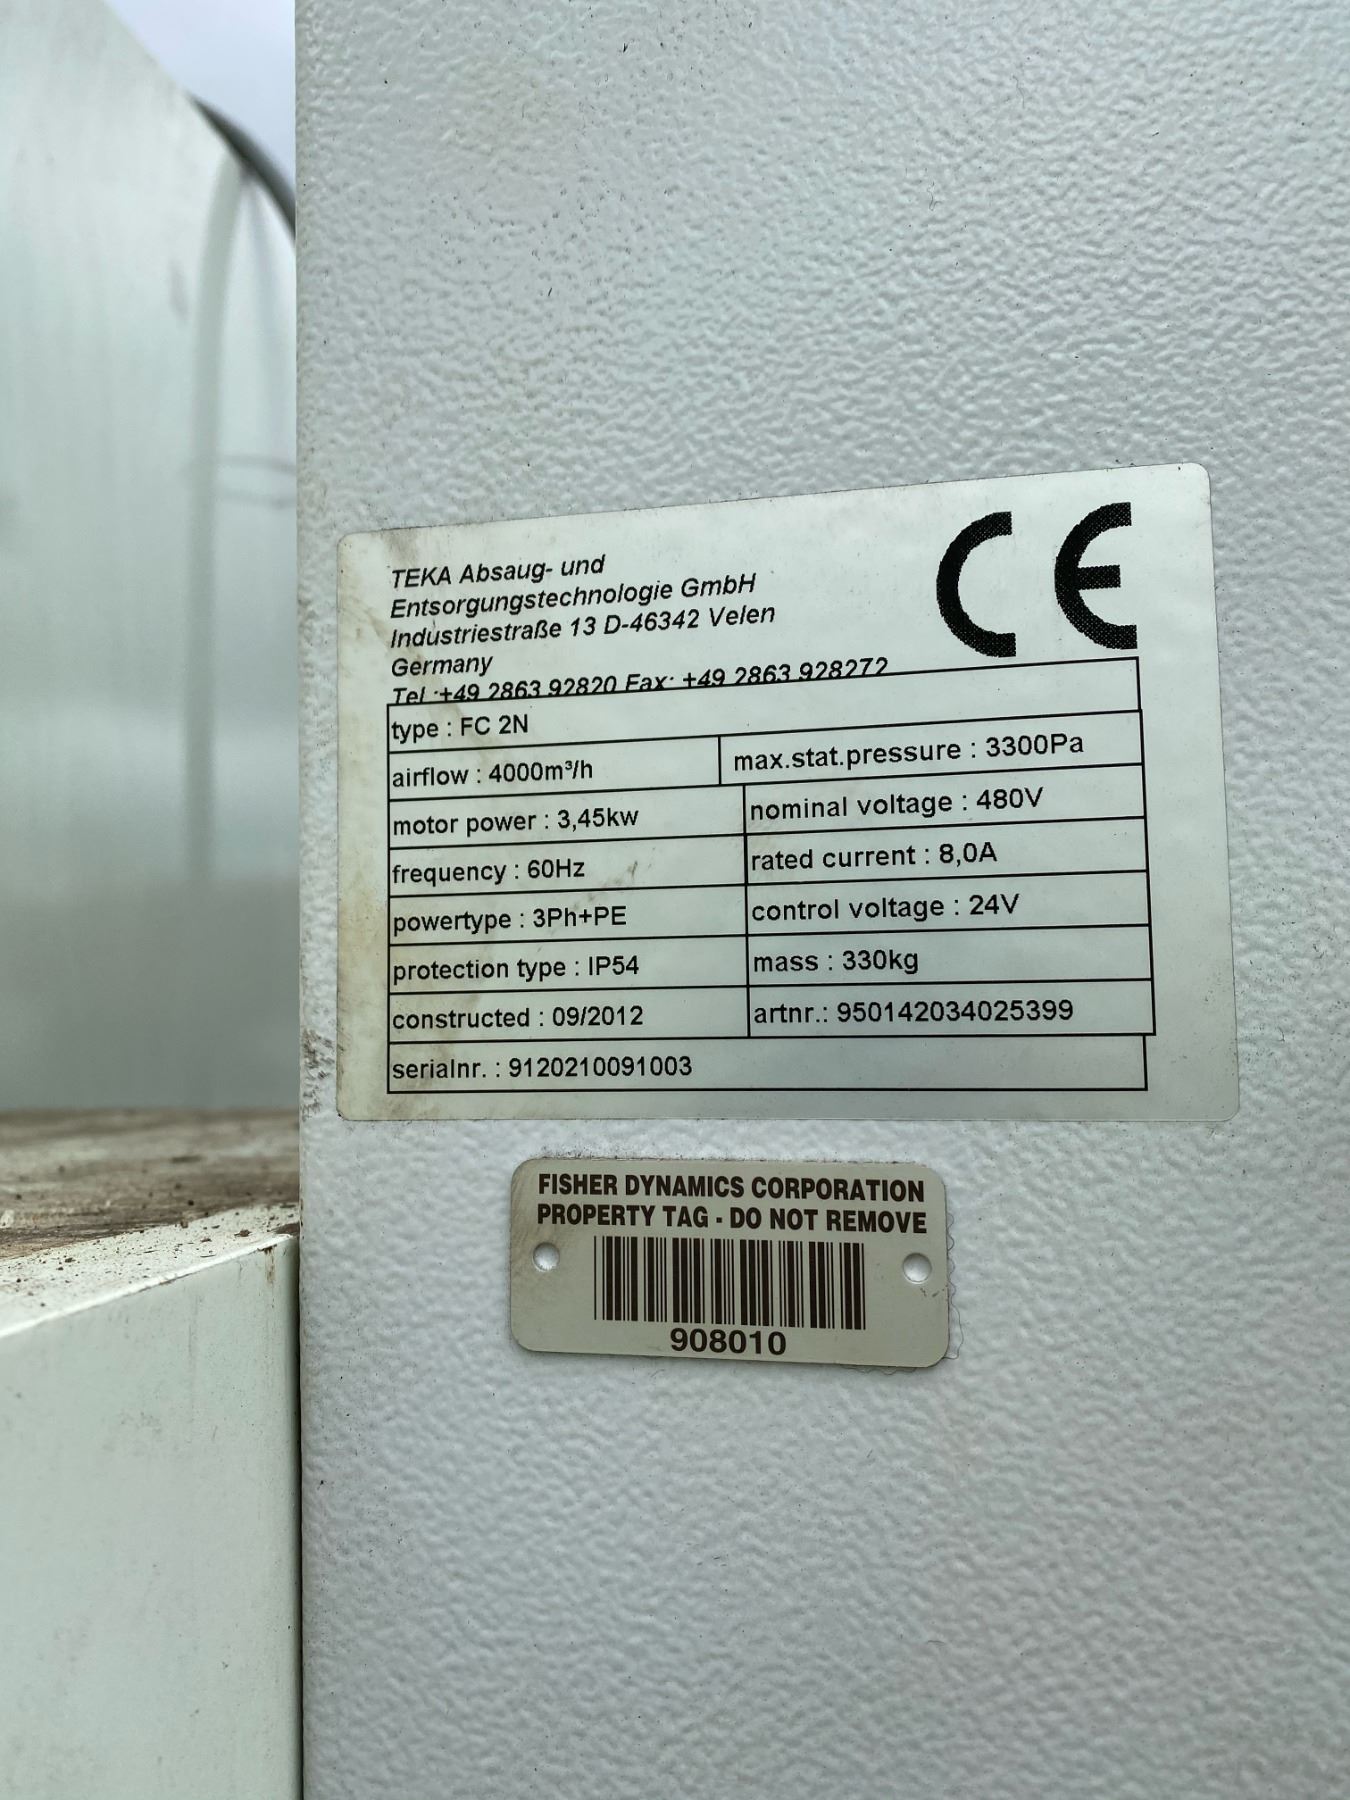 TEKA Absaug- und
Entsorgungstechnologie GmbH
Industriestraße 13 D-46342 Velen
Germany
Tel.:+49 2863 92820 Fax: +49 2863 928272
CE
type : FC 2N
airflow : 4000m³/h max.stat.pressure : 3300Pa
motor power : 3,45kw nominal voltage : 480V
frequency : 60Hz rated current : 8,0A
powertype : 3Ph+PE control voltage : 24V
protection type : IP54 mass : 330kg
constructed : 09/2012 artnr.: 950142034025399
serialnr. : 9120210091003
FISHER DYNAMICS CORPORATION
PROPERTY TAG - DO NOT REMOVE
908010